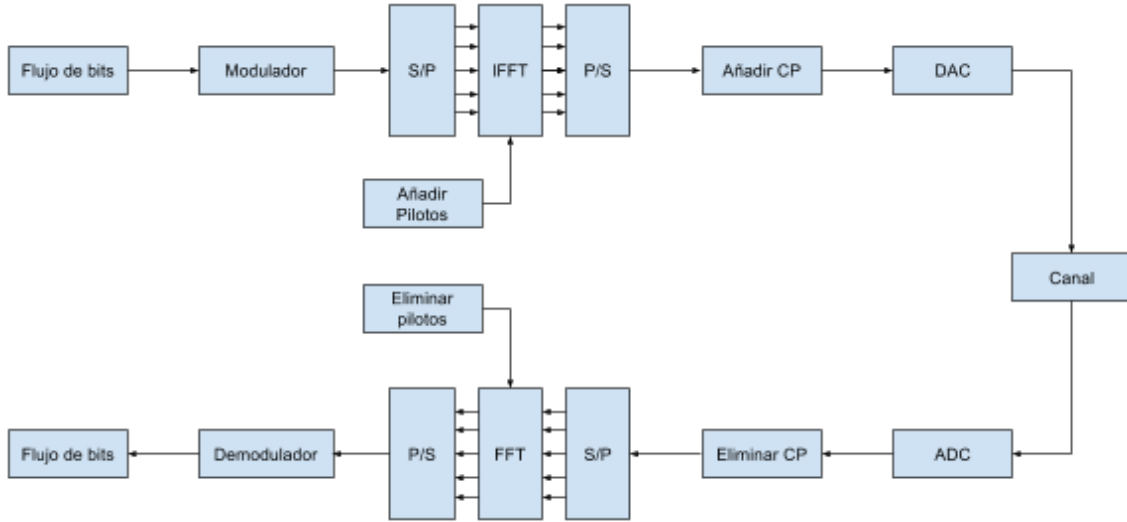 Flujo de bits
Modulador
S/P
IFFT
P/S
Añadir CP
DAC
Añadir
Pilotos
Canal
Eliminar
pilotos
Flujo de bits
Demodulador
P/S
FFT
S/P
Eliminar CP
ADC